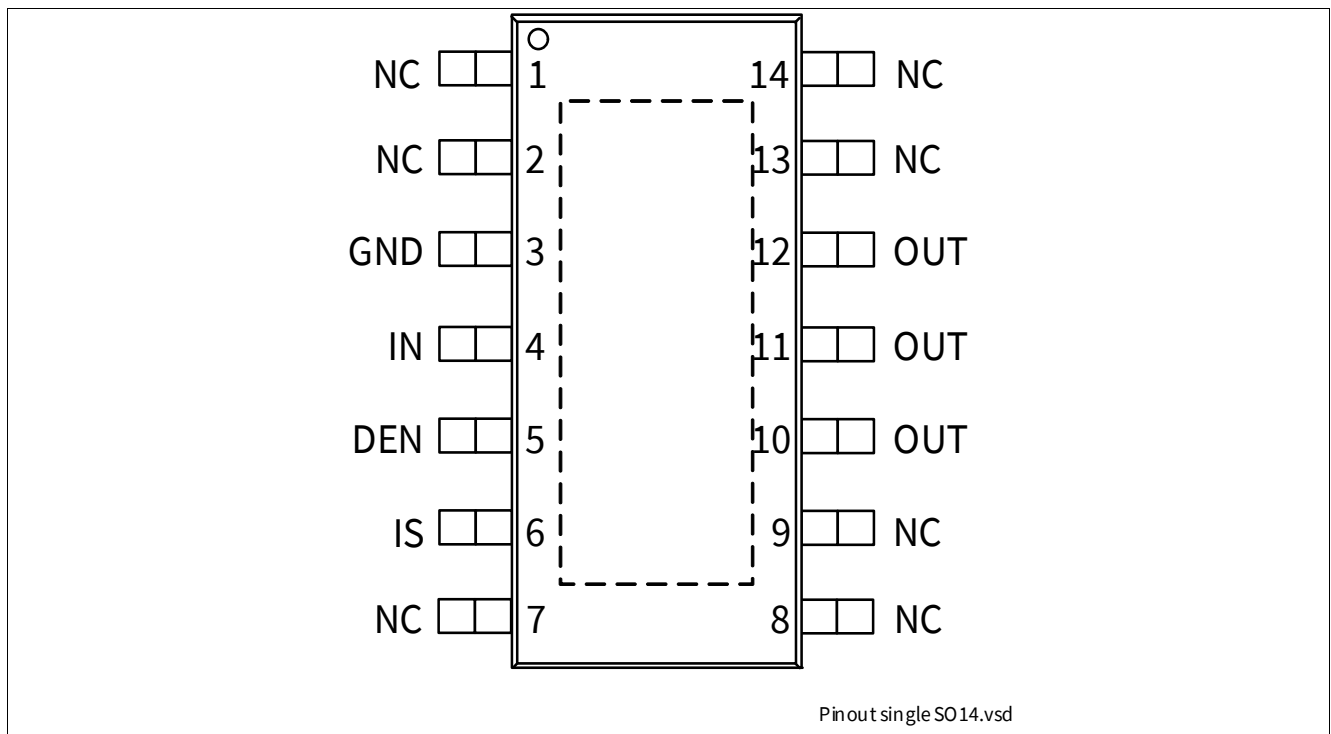 NC 1 14 NC
NC 2 13 NC
GND 3 12 OUT
IN 4 11 OUT
DEN 5 10 OUT
IS 6 9 NC
NC 7 8 NC
Pinout single SO14.vsd